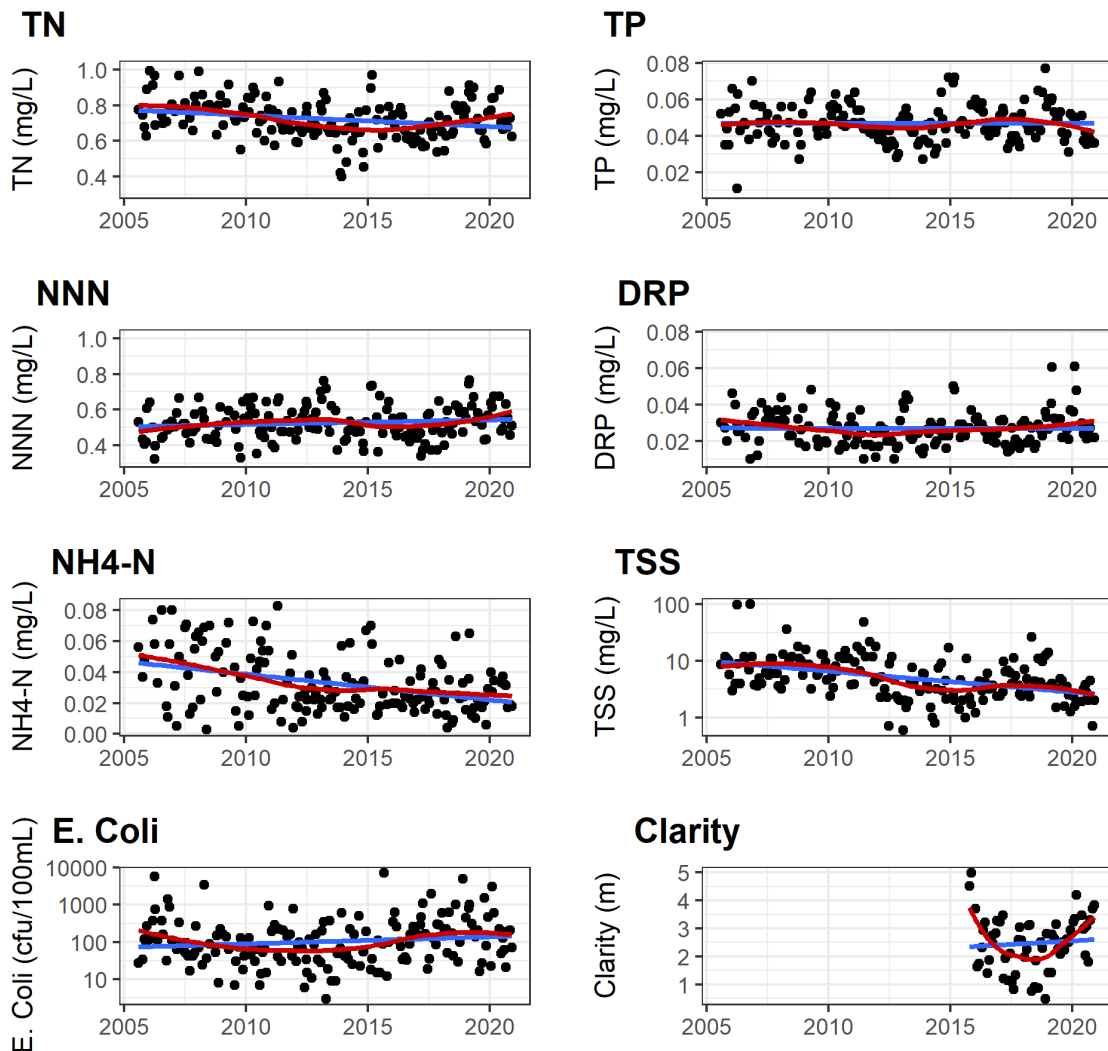 TN
TN (mg/L)
1.0
0.8
0.6
0.4
2005 2010 2015 2020
TP
TP (mg/L)
0.08
0.06
0.04
0.02
2005 2010 2015 2020
NNN
NNN (mg/L)
1.0
0.8
0.6
0.4
2005 2010 2015 2020
DRP
DRP (mg/L)
0.08
0.06
0.04
0.02
2005 2010 2015 2020
NH4-N
NH4-N (mg/L)
0.08
0.06
0.04
0.02
0.00
2005 2010 2015 2020
TSS
TSS (mg/L)
100
10
1
2005 2010 2015 2020
E. Coli
E. Coli (cfu/100mL)
10000
1000
100
10
2005 2010 2015 2020
Clarity
Clarity (m)
5
4
3
2
1
2005 2010 2015 2020